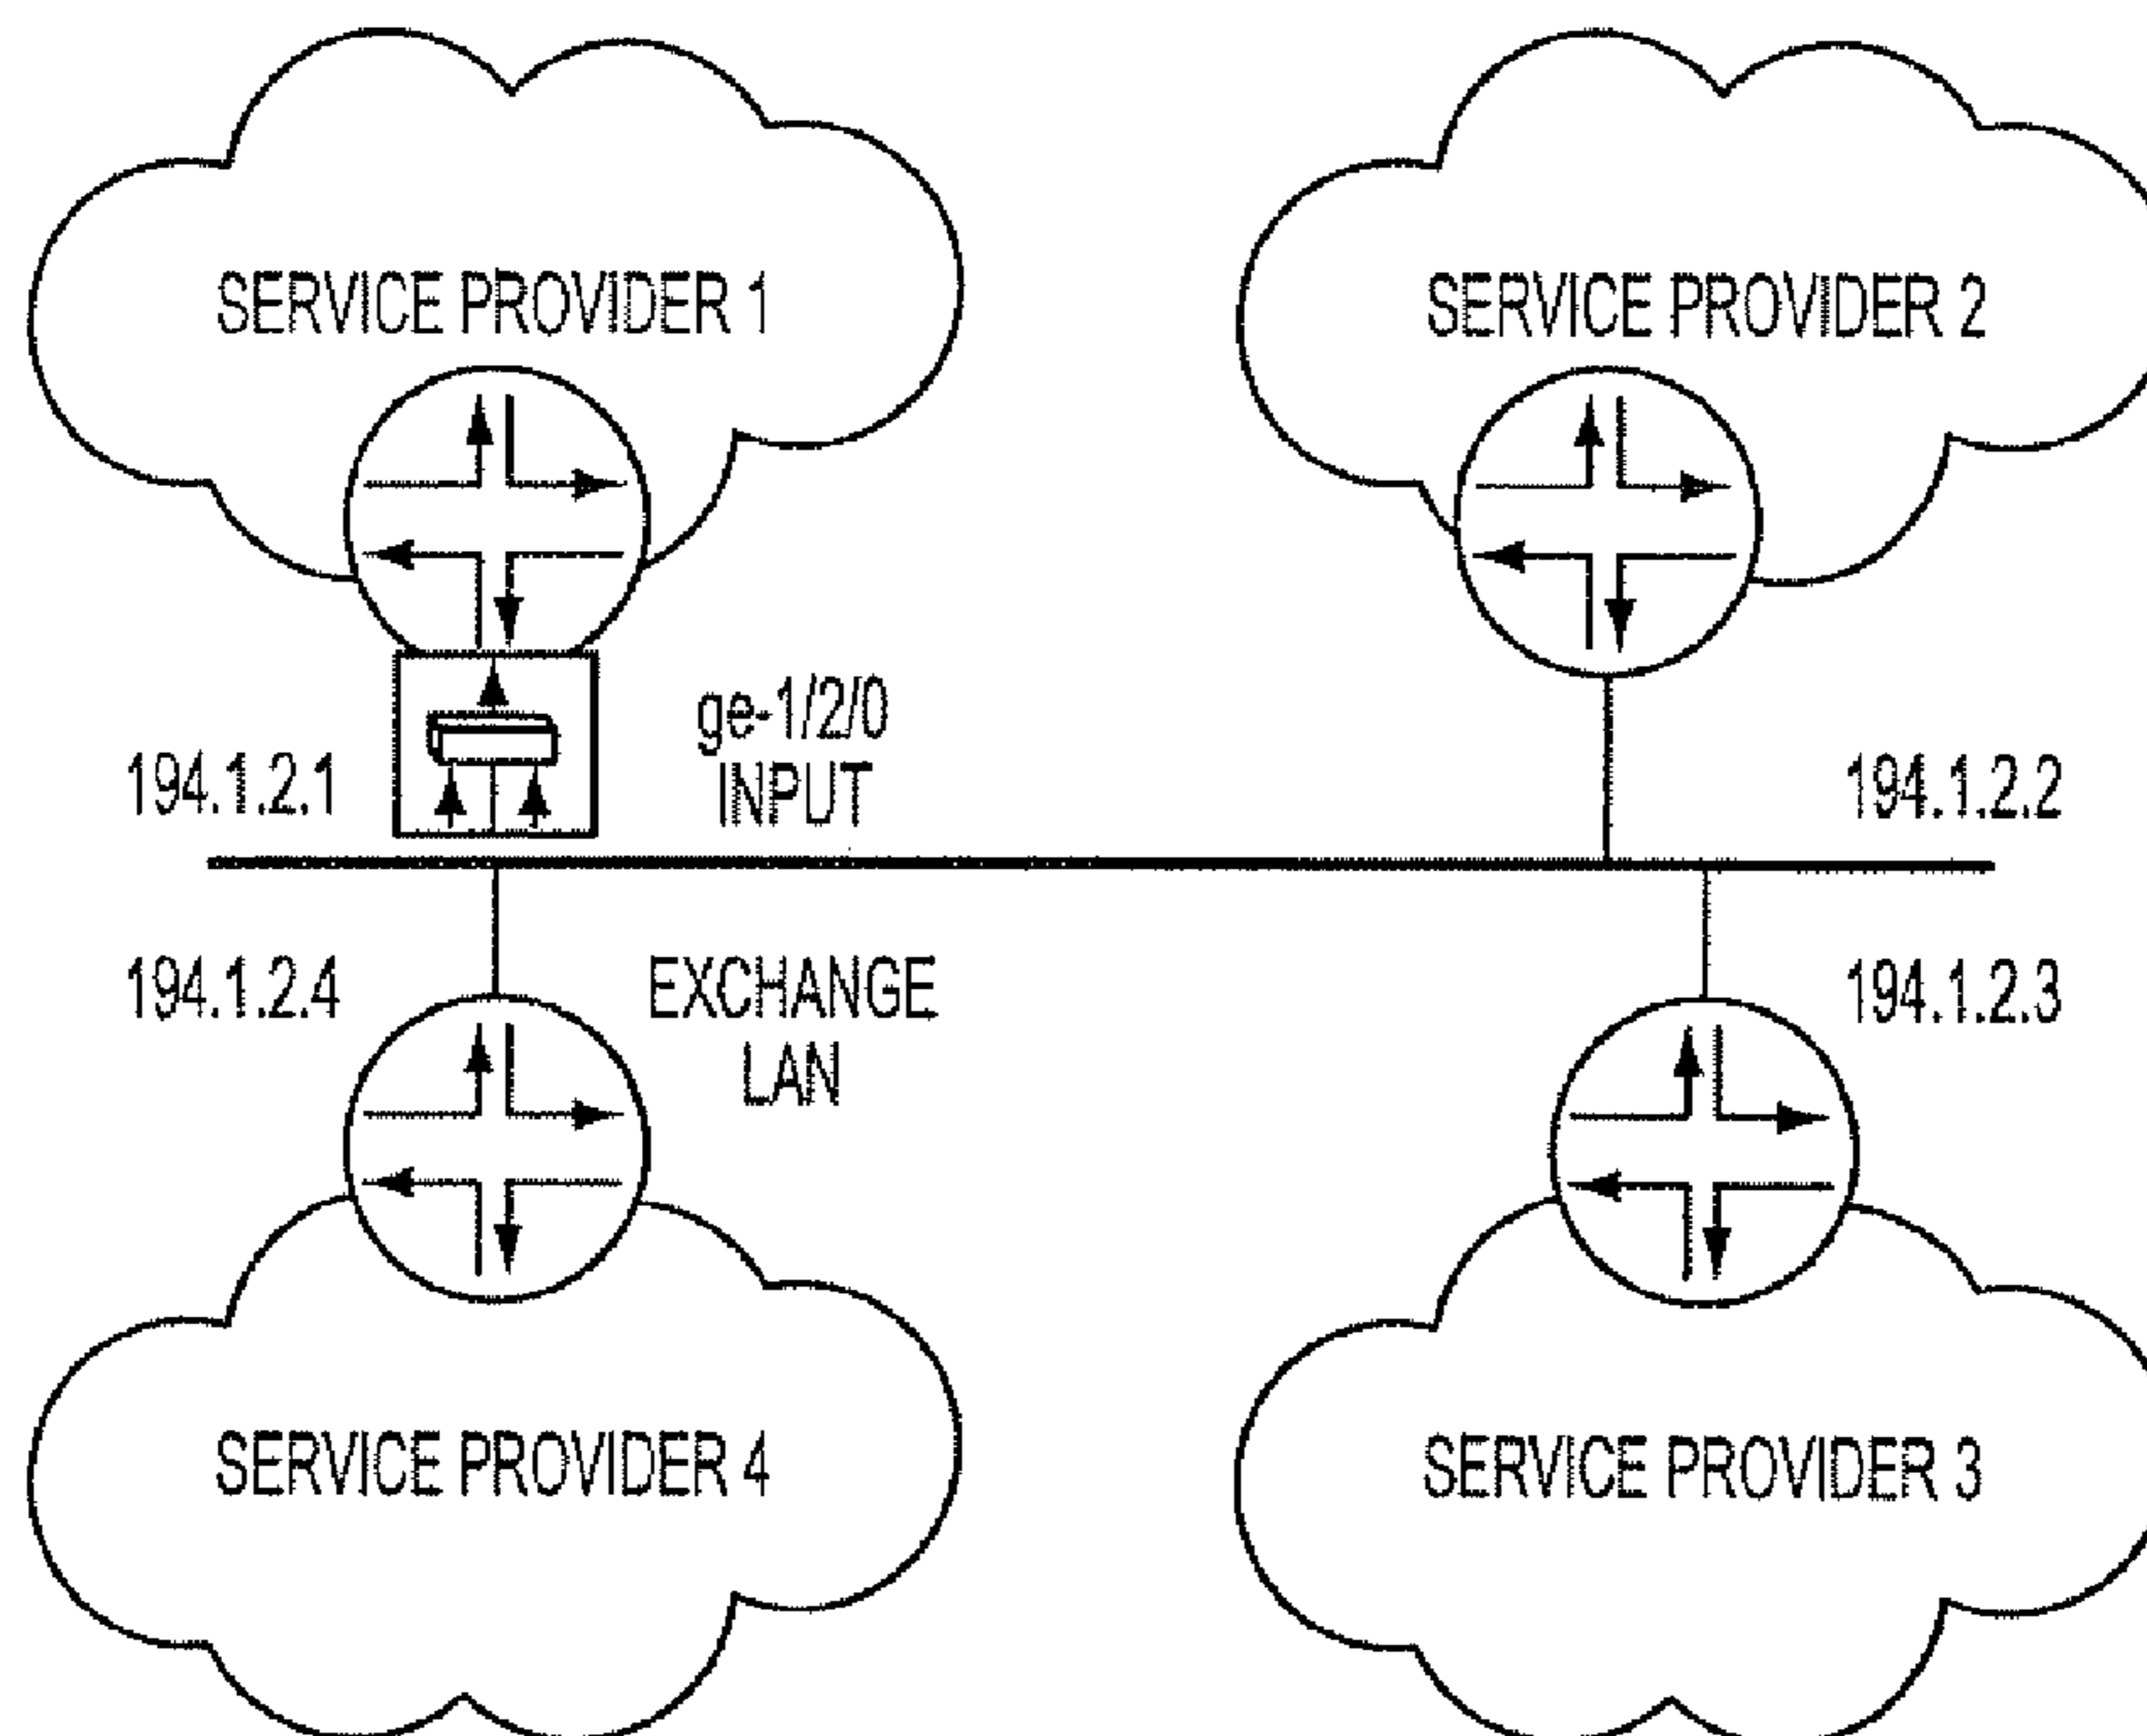 SERVICE PROVIDER 1
SERVICE PROVIDER 2
194.1.2.1
ge-1/2/0
INPUT
194.1.2.2
194.1.2.4
EXCHANGE
LAN
194.1.2.3
SERVICE PROVIDER 4
SERVICE PROVIDER 3